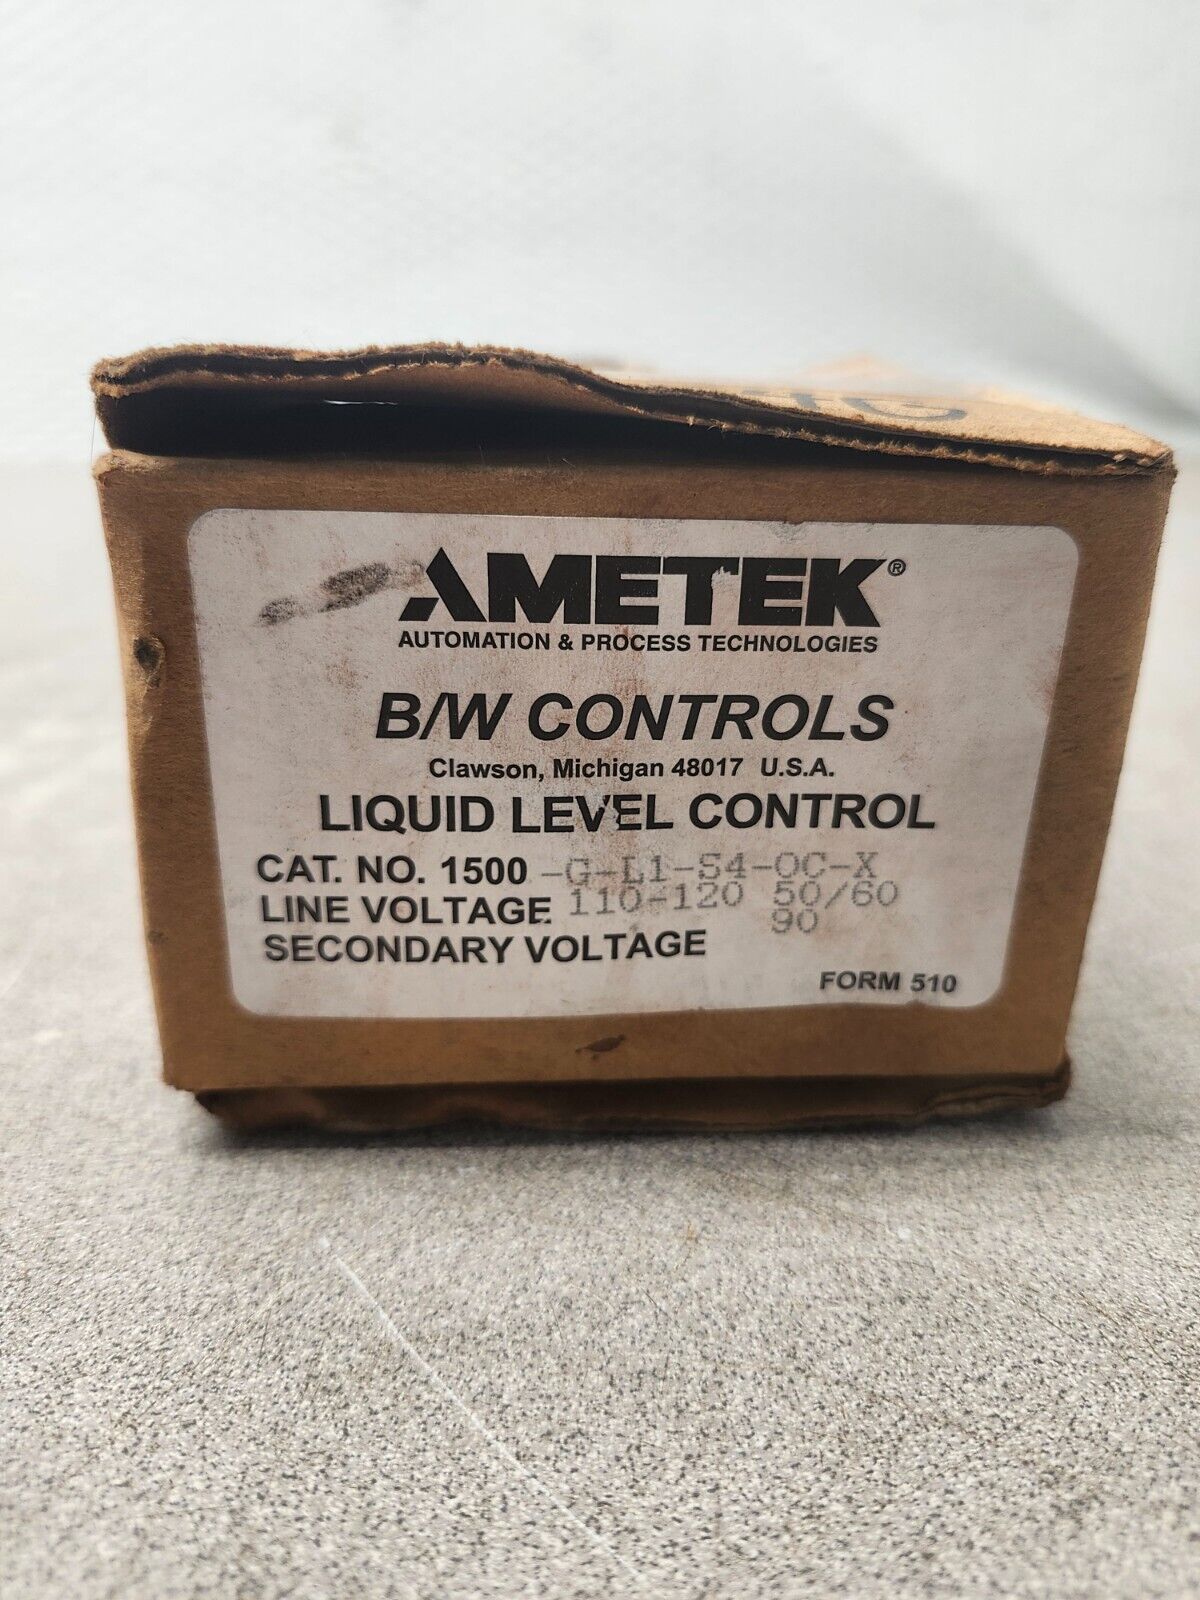 AMETEK®
AUTOMATION & PROCESS TECHNOLOGIES
B/W CONTROLS
Clawson, Michigan 48017 U.S.A.
LIQUID LEVEL CONTROL
CAT. NO. 1500 -G-L1-S4-OC-X
LINE VOLTAGE 110-120 50/60
SECONDARY VOLTAGE 90
FORM 510